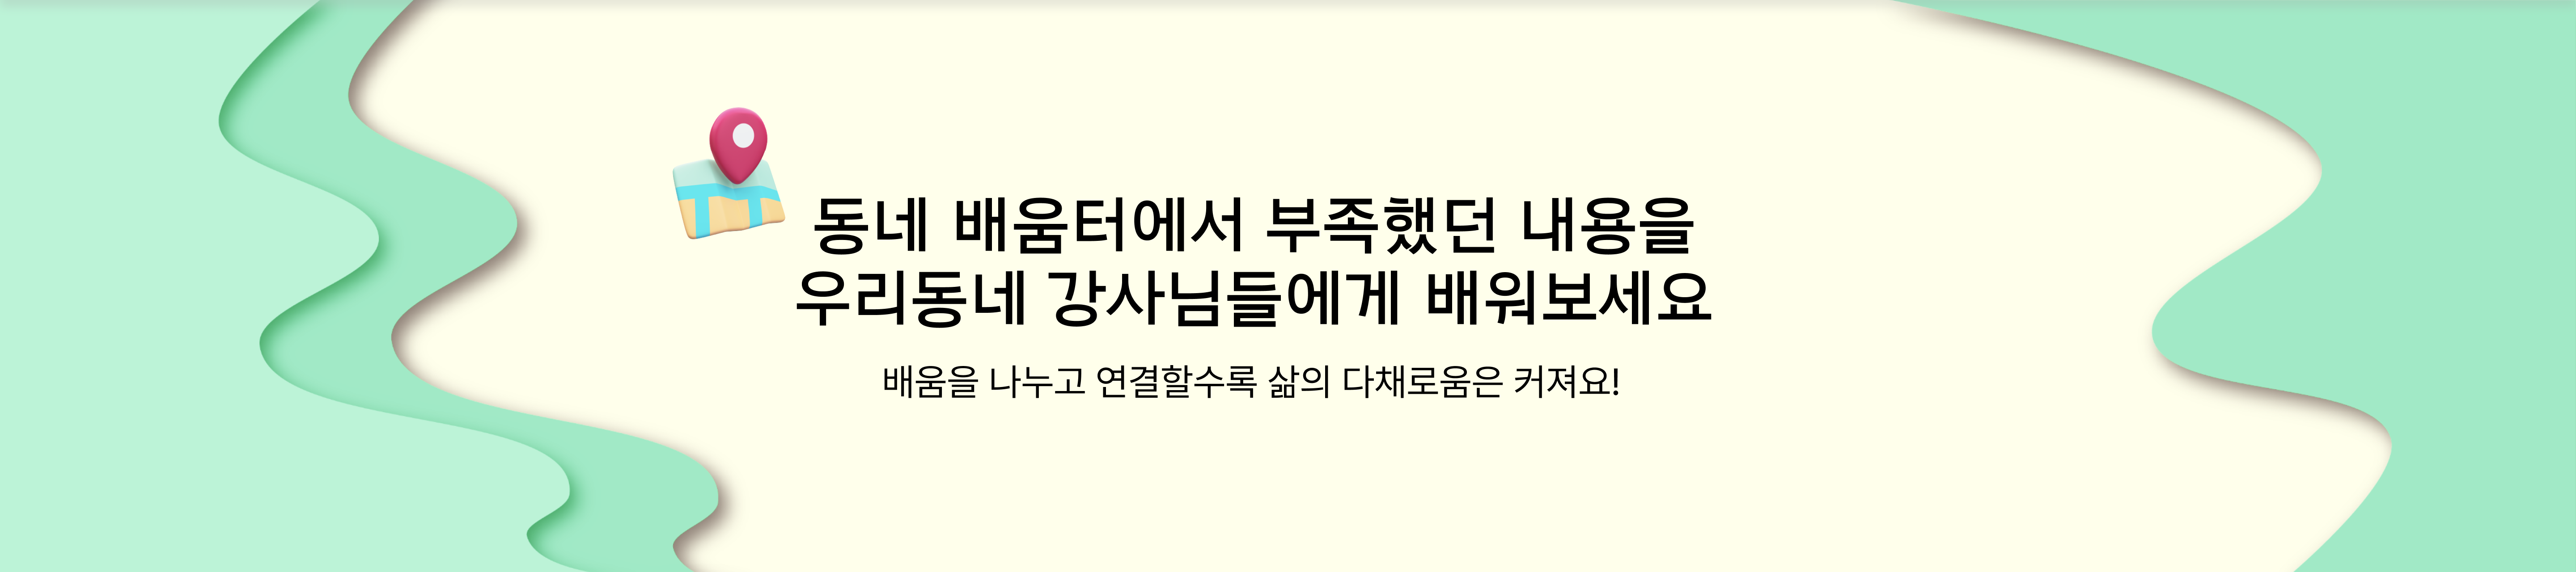 동네 배움터에서 부족했던 내용을
우리동네 강사님들에게 배워보세요
배움을 나누고 연결할수록 삶의 다채로움은 커져요!